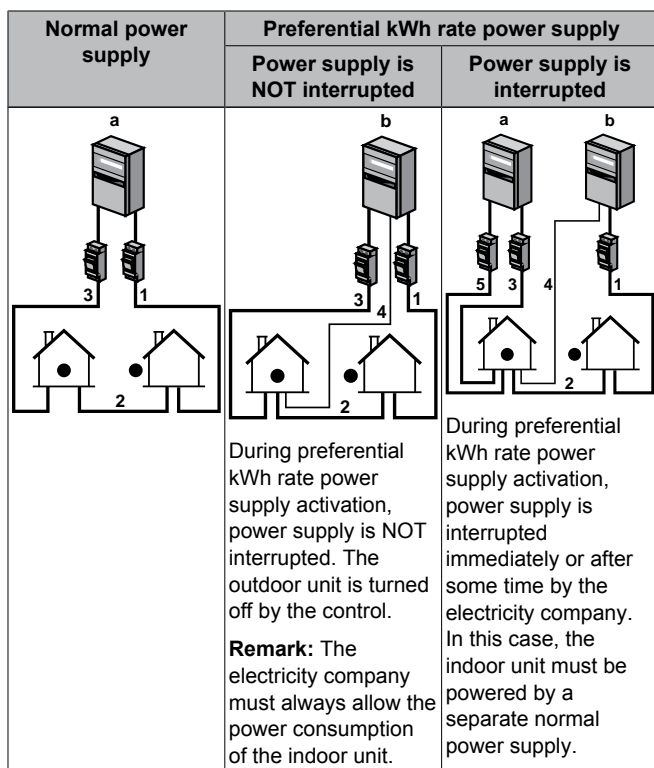 Normal power
supply
Preferential kWh rate power supply
Power supply is
NOT interrupted
Power supply is
interrupted
a
3
1
2
b
3
4
1
2
During preferential
kWh rate power
supply activation,
power supply is NOT
interrupted. The
outdoor unit is turned
off by the control.
Remark: The
electricity company
must always allow the
power consumption
of the indoor unit.
a
b
5
3
4
1
2
During preferential
kWh rate power
supply activation,
power supply is
interrupted
immediately or after
some time by the
electricity company.
In this case, the
indoor unit must be
powered by a
separate normal
power supply.